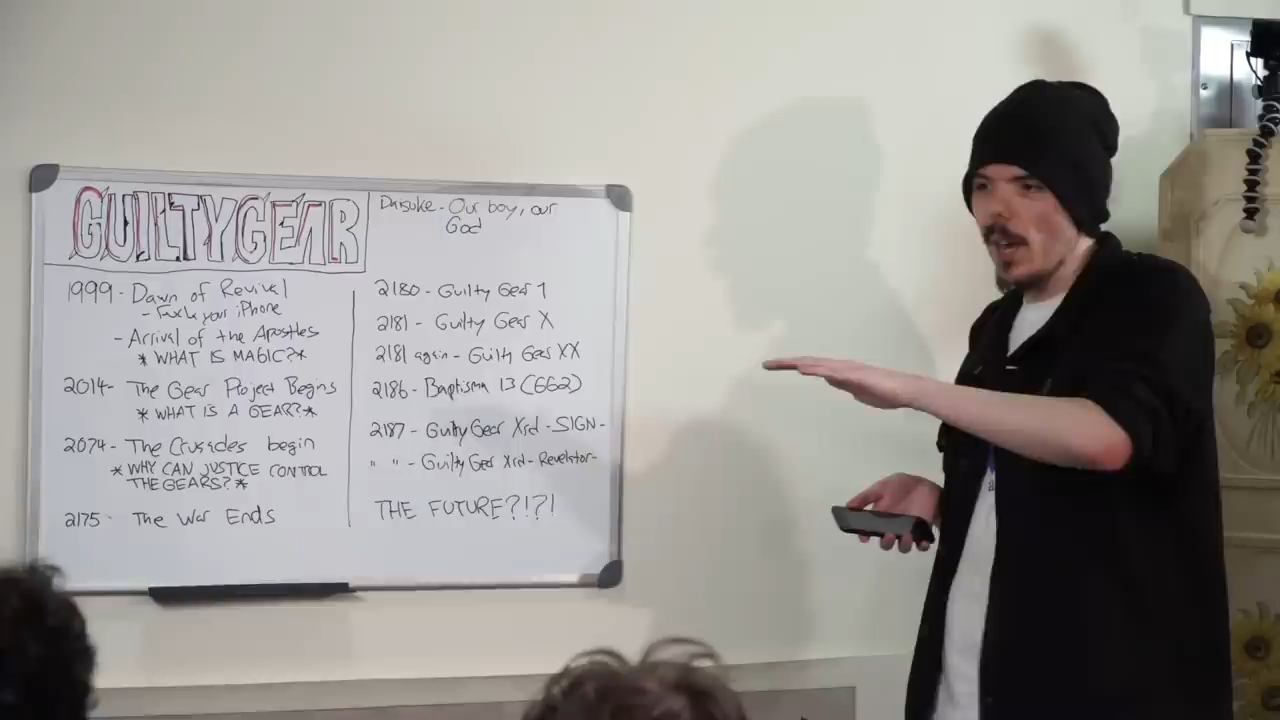 GUILTYGEAR
1999- Dawn of Revival
- Fuck your iPhone
- Arrival of the Apostles
*WHAT IS MAGIC?*
2014- The Gear Project Begins
*WHAT IS A GEAR?*
2074- The Crusades begin
*WHY CAN JUSTICE CONTROL
THE GEARS?*
2175- The War Ends
Daisuke - Our boy, our
God
2180 - Guilty Gear 1
2181 - Guilty Gear X
2181 again - Guilty Gear XX
2186 - Baptisma 13 (GG2)
2187 - Guilty Gear Xrd - SIGN -
" " - Guilty Gear Xrd - Revelator -
THE FUTURE?!?!